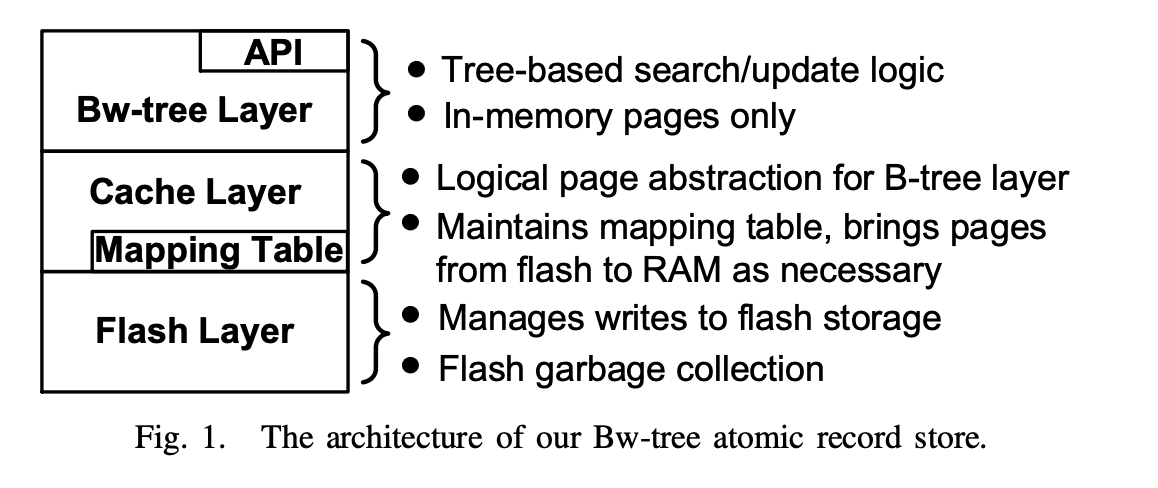 API
Bw-tree Layer
• Tree-based search/update logic
• In-memory pages only
Cache Layer
Mapping Table
• Logical page abstraction for B-tree layer
• Maintains mapping table, brings pages
from flash to RAM as necessary
Flash Layer
• Manages writes to flash storage
• Flash garbage collection
Fig. 1. The architecture of our Bw-tree atomic record store.